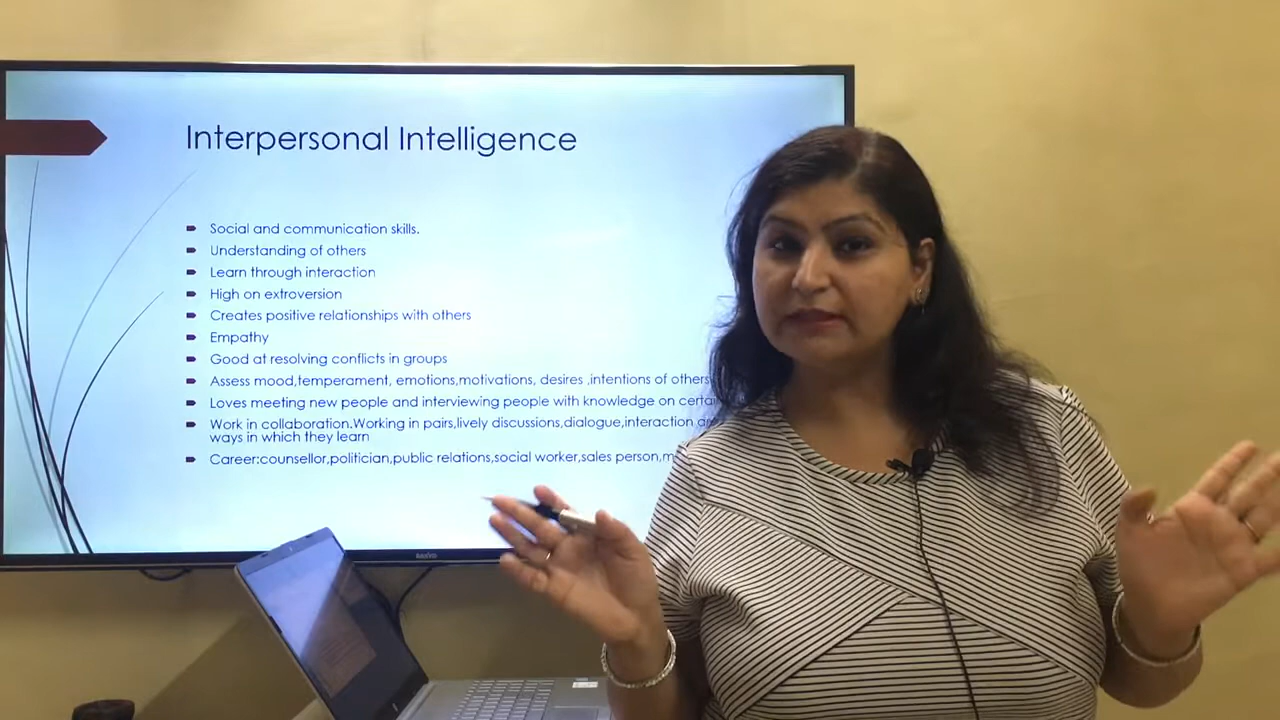 Interpersonal Intelligence
Social and communication skills.
Understanding of others
Learn through interaction
High on extroversion
Creates positive relationships with others
Empathy
Good at resolving conflicts in groups
Assess mood,temperament, emotions,motivations, desires ,intentions of others
Loves meeting new people and interviewing people with knowledge on
Work in collaboration.Working in pairs,lively discussions,dialogue,interaction
ways in which they learn
Career:counsellor,politician,public relations,social worker,sales person,
SANYO